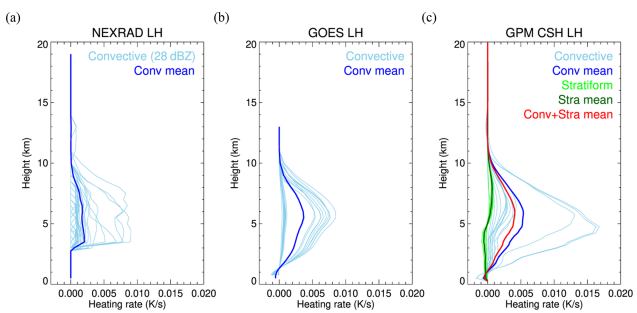 (a)
NEXRAD LH
20
15
10
5
0
Height (km)
Convective (28 dBZ)
Conv mean
0.000 0.005 0.010 0.015 0.020
Heating rate (K/s)
(b)
GOES LH
20
15
10
5
0
Height (km)
Convective
Conv mean
0.000 0.005 0.010 0.015 0.020
Heating rate (K/s)
(c)
GPM CSH LH
20
15
10
5
0
Height (km)
Convective
Conv mean
Stratiform
Stra mean
Conv+Stra mean
0.000 0.005 0.010 0.015 0.020
Heating rate (K/s)